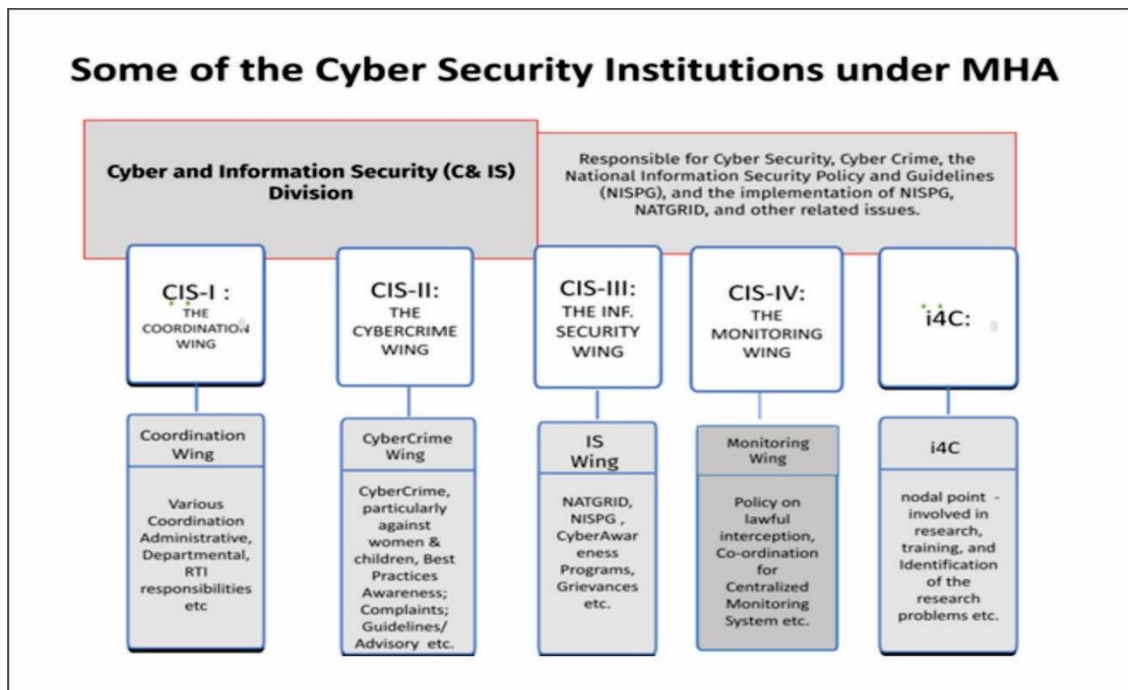 Some of the Cyber Security Institutions under MHA
Cyber and Information Security (C& IS)
Division
Responsible for Cyber Security, Cyber Crime, the
National Information Security Policy and Guidelines
(NISPG), and the implementation of NISPG,
NATGRID, and other related issues.
CIS-I :
THE
COORDINATION
WING
CIS-II:
THE
CYBERCRIME
WING
CIS-III:
THE INF.
SECURITY
WING
CIS-IV:
THE
MONITORING
WING
i4C:
Coordination
Wing
Various
Coordination
Administrative,
Departmental,
RTI
responsibilities
etc
CyberCrime
Wing
CyberCrime,
particularly
against
women &
children, Best
Practices
Awareness;
Complaints;
Guidelines/
Advisory etc.
IS
Wing
NATGRID,
NISPG ,
CyberAwar
eness
Programs,
Grievances
etc.
Monitoring
Wing
Policy on
lawful
interception,
Co-ordination
for
Centralized
Monitoring
System etc.
i4C
nodal point -
involved in
research,
training, and
Identification
of the
research
problems etc.